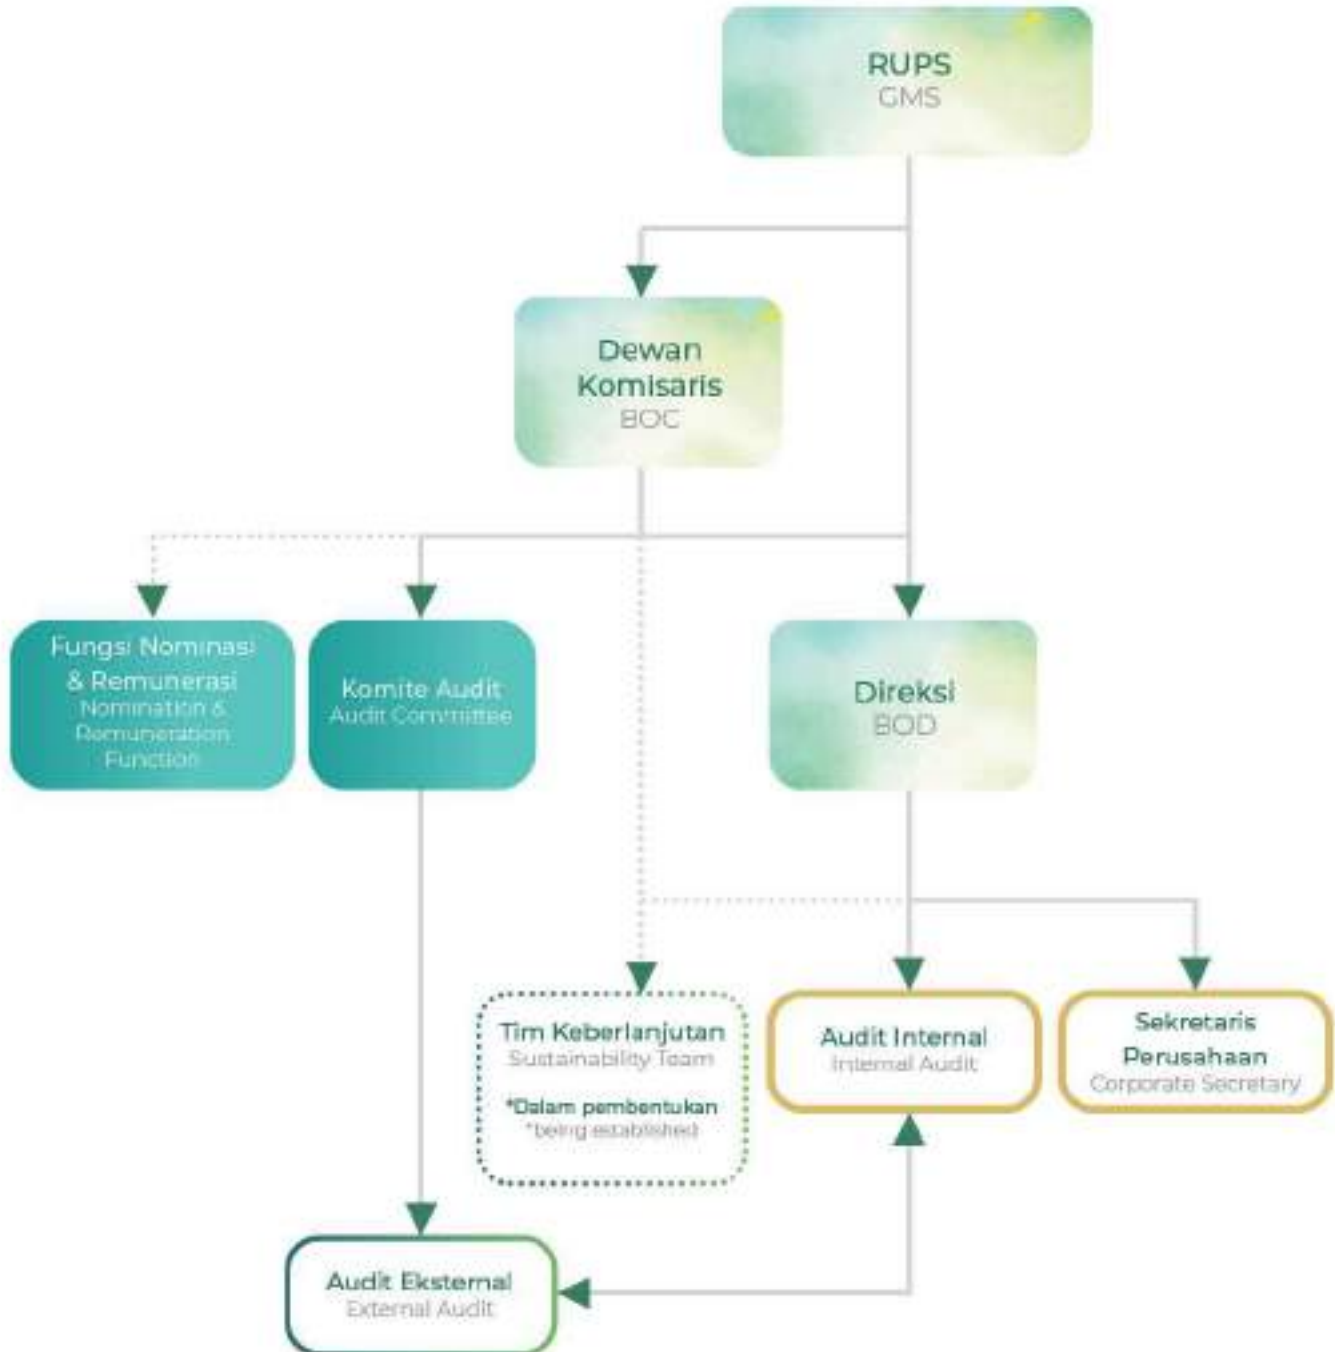 RUPS
GMS
Dewan
Komisaris
BOC
Fungsi Nominasi
& Remunerasi
Nomination &
Remuneration
Function
Komite Audit
Audit Committee
Direksi
BOD
Tim Keberlanjutan
Sustainability Team
*Dalam pembentukan
*being established
Audit Internal
Internal Audit
Sekretaris
Perusahaan
Corporate Secretary
Audit Eksternal
External Audit